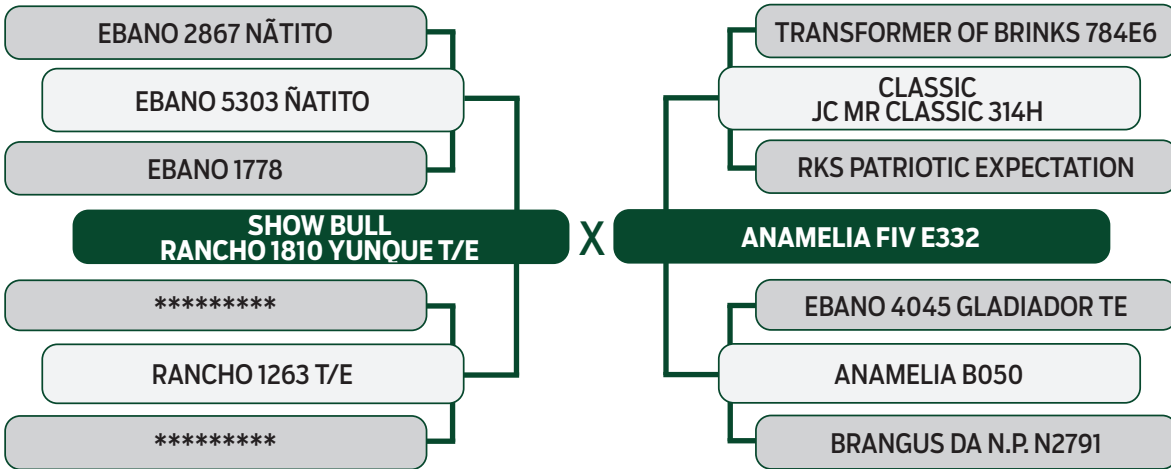 EBANO 2867 NÃTITO
EBANO 5303 ÑATITO
EBANO 1778
SHOW BULL
RANCHO 1810 YUNQUE T/E
*********
RANCHO 1263 T/E
*********
X
TRANSFORMER OF BRINKS 784E6
CLASSIC
JC MR CLASSIC 314H
RKS PATRIOTIC EXPECTATION
ANAMELIA FIV E332
EBANO 4045 GLADIADOR TE
ANAMELIA B050
BRANGUS DA N.P. N2791